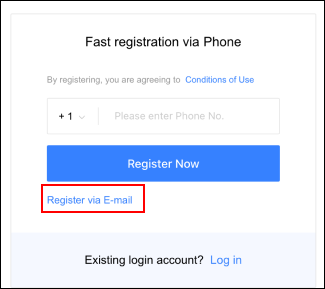 Fast registration via Phone
By registering, you are agreeing to Conditions of Use
+ 1 Please enter Phone No.
Register Now
Register via E-mail
Existing login account? Log in